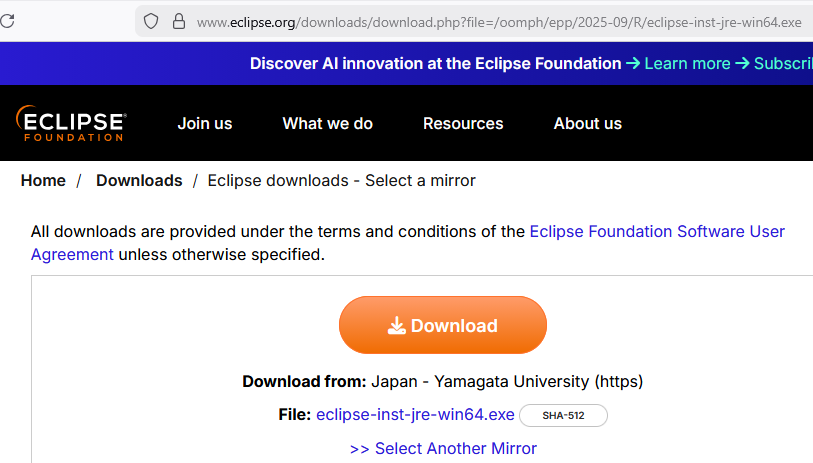 www.eclipse.org/downloads/download.php?file=/oomph/epp/2025-09/R/eclipse-inst-jre-win64.exe
Discover AI innovation at the Eclipse Foundation → Learn more → Subscri
ECLIPSE®
FOUNDATION
Join us What we do Resources About us
Home / Downloads / Eclipse downloads - Select a mirror
All downloads are provided under the terms and conditions of the Eclipse Foundation Software User
Agreement unless otherwise specified.
Download
Download from: Japan - Yamagata University (https)
File: eclipse-inst-jre-win64.exe SHA-512
>> Select Another Mirror